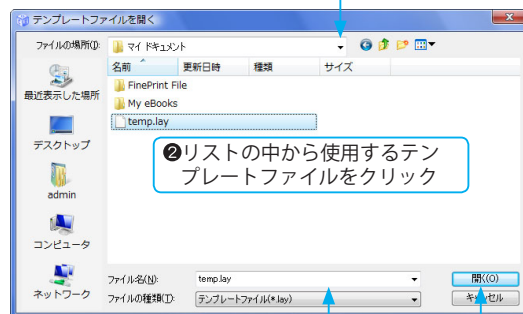 テンプレートファイルを開く
ファイルの場所(I):
マイ ドキュメント
名前 更新日時 種類 サイズ
最近表示した場所
FinePrint File
My eBooks
temp.lay
デスクトップ
❷リストの中から使用するテン
プレートファイルをクリック
admin
コンピュータ
ネットワーク
ファイル名(N): temp.lay 開く(O)
ファイルの種類(T): テンプレートファイル(*.lay) キャンセル